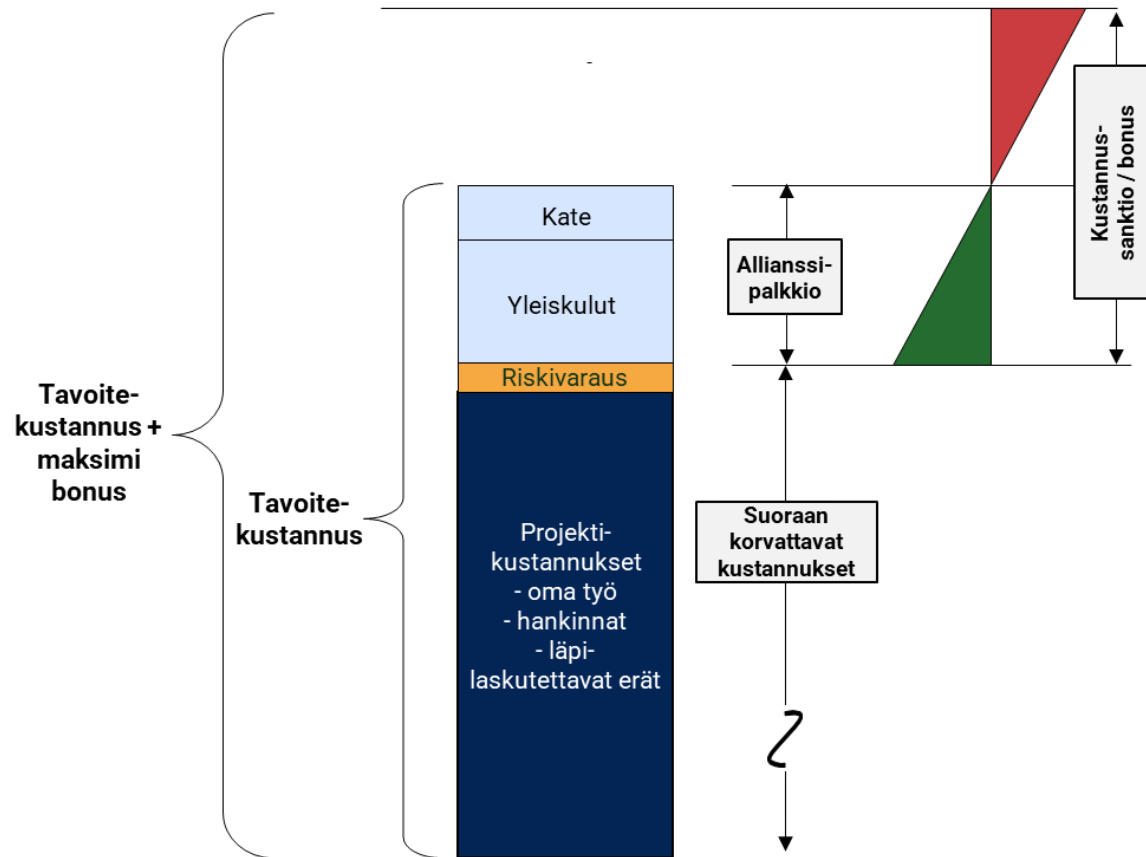 -
Kustannus-
sanktio / bonus
Kate
Allianssi-
palkkio
Yleiskulut
Riskivaraus
Tavoite-
kustannus +
maksimi
bonus
Tavoite-
kustannus
Projekti-
kustannukset
- oma työ
- hankinnat
- läpi-
laskutettavat erät
Suoraan
korvattavat
kustannukset